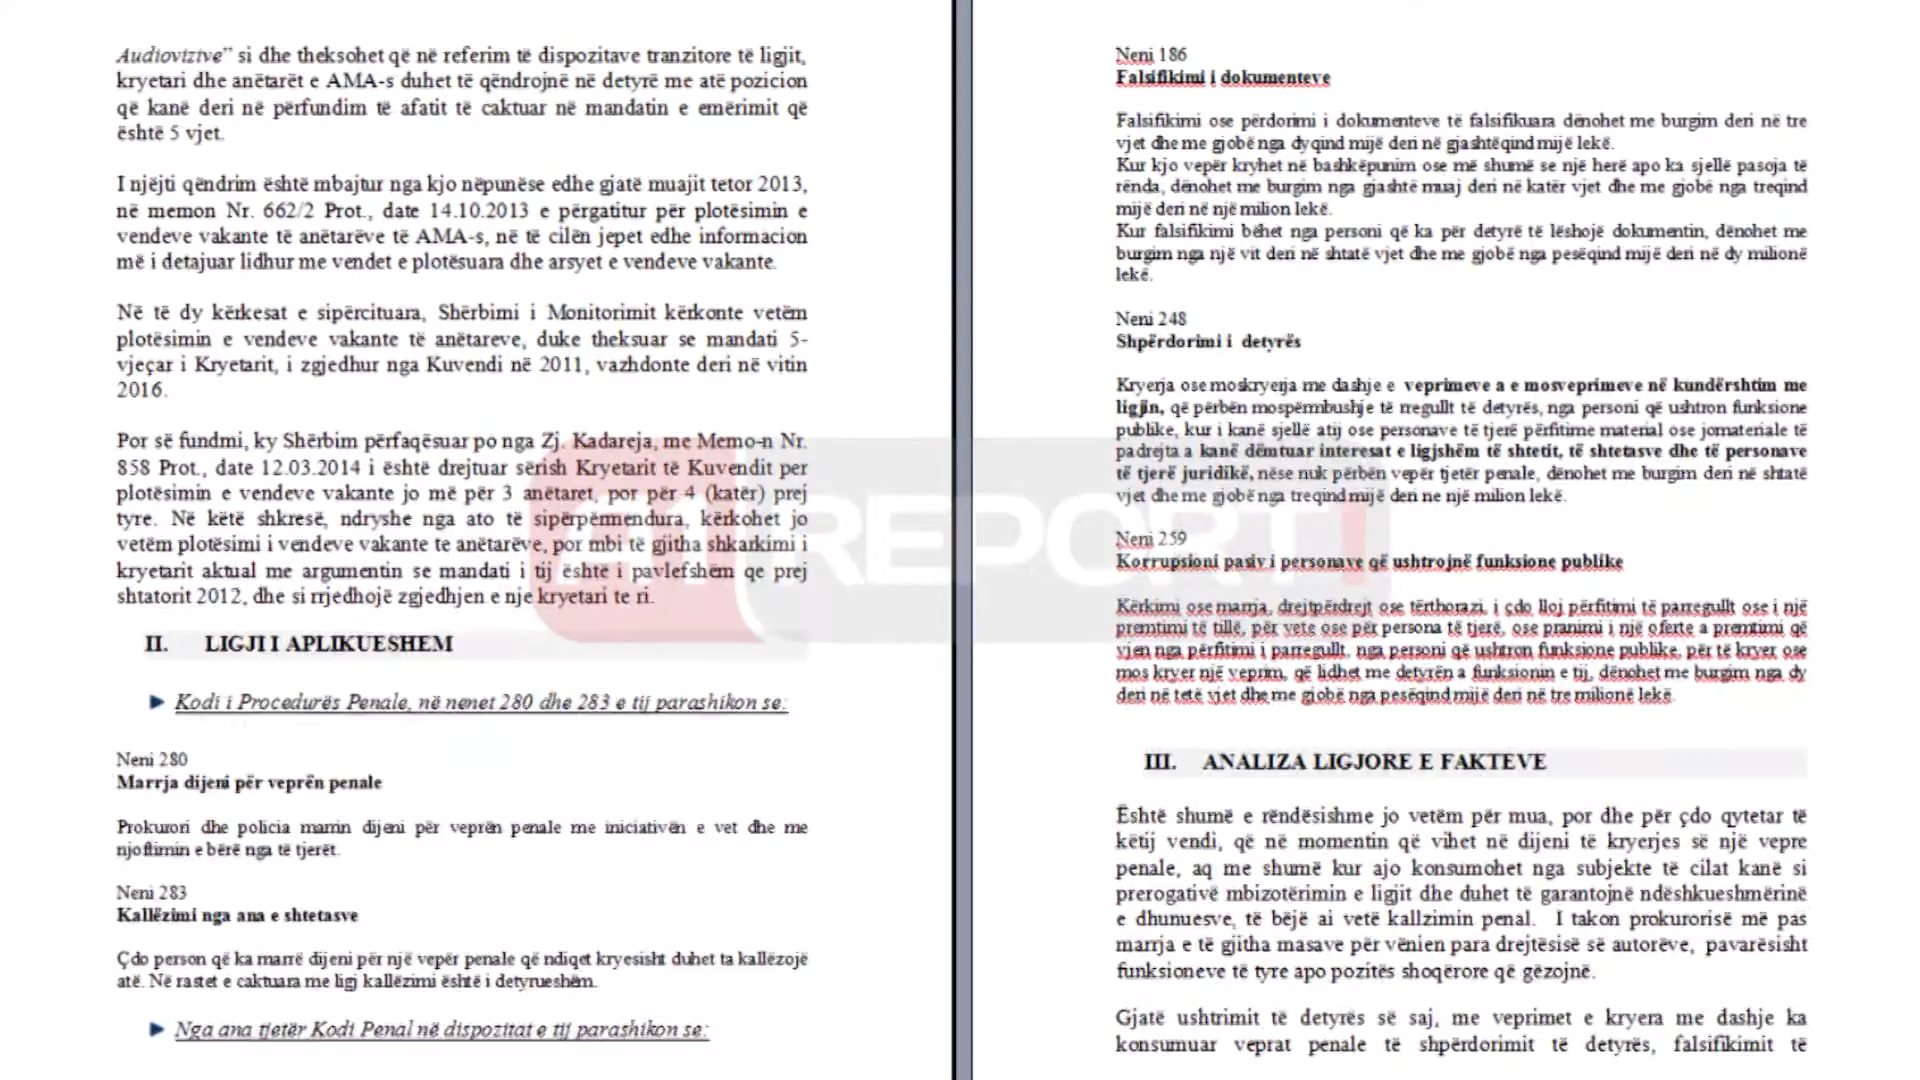 Audiovizive” si dhe theksohet që në referim të dispozitave tranzitore të ligjit,
kryetari dhe anëtarët e AMA-s duhet të qëndrojnë në detyrë me atë pozicion
që kanë deri në përfundim të afatit të caktuar në mandatin e emërimit që
është 5 vjet.
I njëjti qëndrim është mbajtur nga kjo nëpunëse edhe gjatë muajit tetor 2013,
në memon Nr. 662/2 Prot., date 14.10.2013 e përgatitur për plotësimin e
vendeve vakante të anëtarëve të AMA-s, në të cilën jepet edhe informacion
më i detajuar lidhur me vendet e plotësuara dhe arsyet e vendeve vakante.
Në të dy kërkesat e sipërcituara, Shërbimi i Monitorimit kërkonte vetëm
plotësimin e vendeve vakante të anëtareve, duke theksuar se mandati 5-
vjeçar i Kryetarit, i zgjedhur nga Kuvendi në 2011, vazhdonte deri në vitin
2016.
Por së fundmi, ky Shërbim përfaqësuar po nga Zj. Kadareja, me Memo-n Nr.
858 Prot., date 12.03.2014 i është drejtuar sërish Kryetarit të Kuvendit per
plotësimin e vendeve vakante jo më për 3 anëtaret, por për 4 (katër) prej
tyre. Në këtë shkresë, ndryshe nga ato të sipërpërmendura, kërkohet jo
vetëm plotësimi i vendeve vakante te anëtarëve, por mbi të gjitha shkarkimi i
kryetarit aktual me argumentin se mandati i tij është i pavlefshëm qe prej
shtatorit 2012, dhe si rrjedhojë zgjedhjen e nje kryetari te ri.
II. LIGJI I APLIKUESHEM
Kodi i Procedurës Penale, në nenet 280 dhe 283 e tij parashikon se:
Neni 280
Marrja dijeni për veprën penale
Prokurori dhe policia marrin dijeni për veprën penale me iniciativën e vet dhe me
njoftimin e bërë nga të tjerët.
Neni 283
Kallëzimi nga ana e shtetasve
Çdo person që ka marrë dijeni për një vepër penale që ndiqet kryesisht duhet ta kallëzojë
atë. Në rastet e caktuara me ligj kallëzimi është i detyrueshëm.
Nga ana tjetër Kodi Penal në dispozitat e tij parashikon se:
Neni 186
Falsifikimi i dokumenteve
Falsifikimi ose përdorimi i dokumenteve të falsifikuara dënohet me burgim deri në tre
vjet dhe me gjobë nga dyqind mijë deri në gjashtëqind mijë lekë.
Kur kjo vepër kryhet në bashkëpunim ose më shumë se një herë apo ka sjellë pasoja të
rënda, dënohet me burgim nga gjashtë muaj deri në katër vjet dhe me gjobë nga treqind
mijë deri në një milion lekë.
Kur falsifikimi bëhet nga personi që ka për detyrë të lëshojë dokumentin, dënohet me
burgim nga një vit deri në shtatë vjet dhe me gjobë nga pesëqind mijë deri në dy milionë
lekë.
Neni 248
Shpërdorimi i detyrës
Kryerja ose moskryerja me dashje e veprimeve a e mosveprimeve në kundërshtim me
ligjin, që përbën mospërmbushje të rregullt të detyrës, nga personi që ushtron funksione
publike, kur i kanë sjellë atij ose personave të tjerë përfitime material ose jomateriale të
padrejta a kanë dëmtuar interesat e ligjshëm të shtetit, të shtetasve dhe të personave
të tjerë juridikë, nëse nuk përbën vepër tjetër penale, dënohet me burgim deri në shtatë
vjet dhe me gjobë nga treqind mijë deri ne një milion lekë.
Neni 259
Korrupsioni pasiv i personave që ushtrojnë funksione publike
Kërkimi ose marrja, drejtpërdrejt ose tërthorazi, i çdo lloj përfitimi të parregullt ose i një
premtimi të tillë, për vete ose për persona të tjerë, ose pranimi i një oferte a premtimi që
vjen nga përfitimi i parregullt, nga personi që ushtron funksione publike, për të kryer ose
mos kryer një veprim, që lidhet me detyrën a funksionin e tij, dënohet me burgim nga dy
deri në tetë vjet dhe me gjobë nga pesëqind mijë deri në tre milionë lekë.
III. ANALIZA LIGJORE E FAKTEVE
Është shumë e rëndësishme jo vetëm për mua, por dhe për çdo qytetar të
këtij vendi, që në momentin që vihet në dijeni të kryerjes së një vepre
penale, aq me shumë kur ajo konsumohet nga subjekte të cilat kanë si
prerogativë mbizotërimin e ligjit dhe duhet të garantojnë ndëshkueshmërinë
e dhunuesve, të bëjë ai vetë kallzimin penal. I takon prokurorisë më pas
marrja e të gjitha masave për vënien para drejtësisë së autorëve, pavarësisht
funksioneve të tyre apo pozitës shoqërore që gëzojnë.
Gjatë ushtrimit të detyrës së saj, me veprimet e kryera me dashje ka
konsumuar veprat penale të shpërdorimit të detyrës, falsifikimit të
A1 REPORT